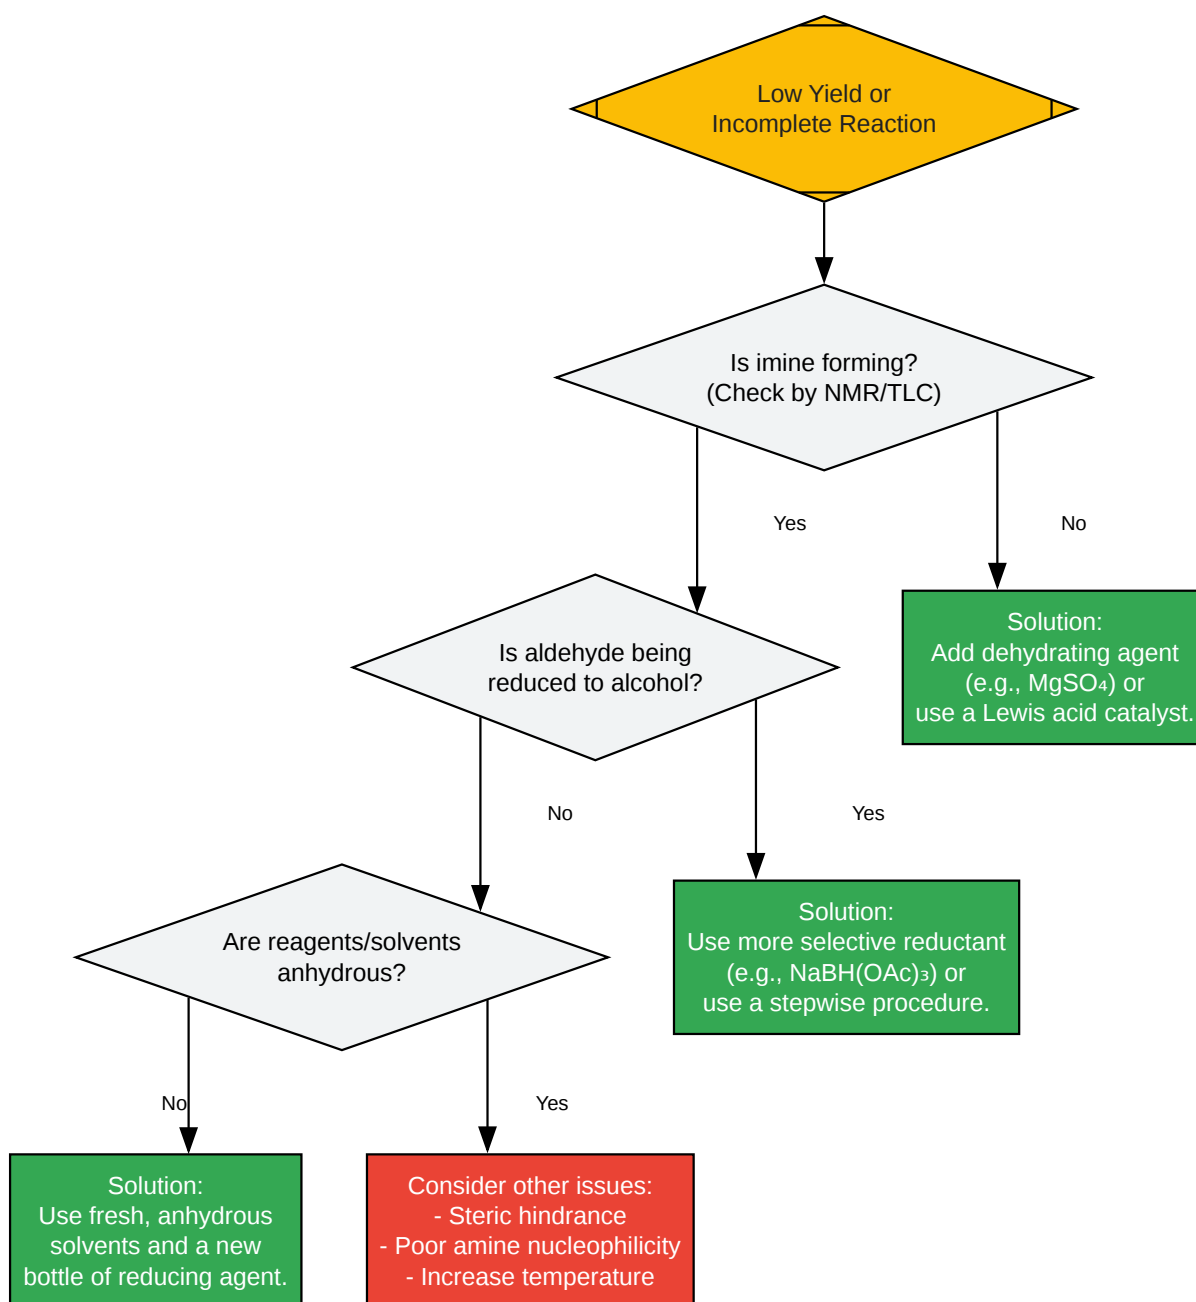 Low Yield or
Incomplete Reaction
Is imine forming?
(Check by NMR/TLC)
Yes
No
Solution:
Add dehydrating agent
(e.g., MgSO₄) or
use a Lewis acid catalyst.
Is aldehyde being
reduced to alcohol?
No
Yes
Solution:
Use more selective reductant
(e.g., NaBH(OAc)₃) or
use a stepwise procedure.
Are reagents/solvents
anhydrous?
No
Yes
Solution:
Use fresh, anhydrous
solvents and a new
bottle of reducing agent.
Consider other issues:
- Steric hindrance
- Poor amine nucleophilicity
- Increase temperature